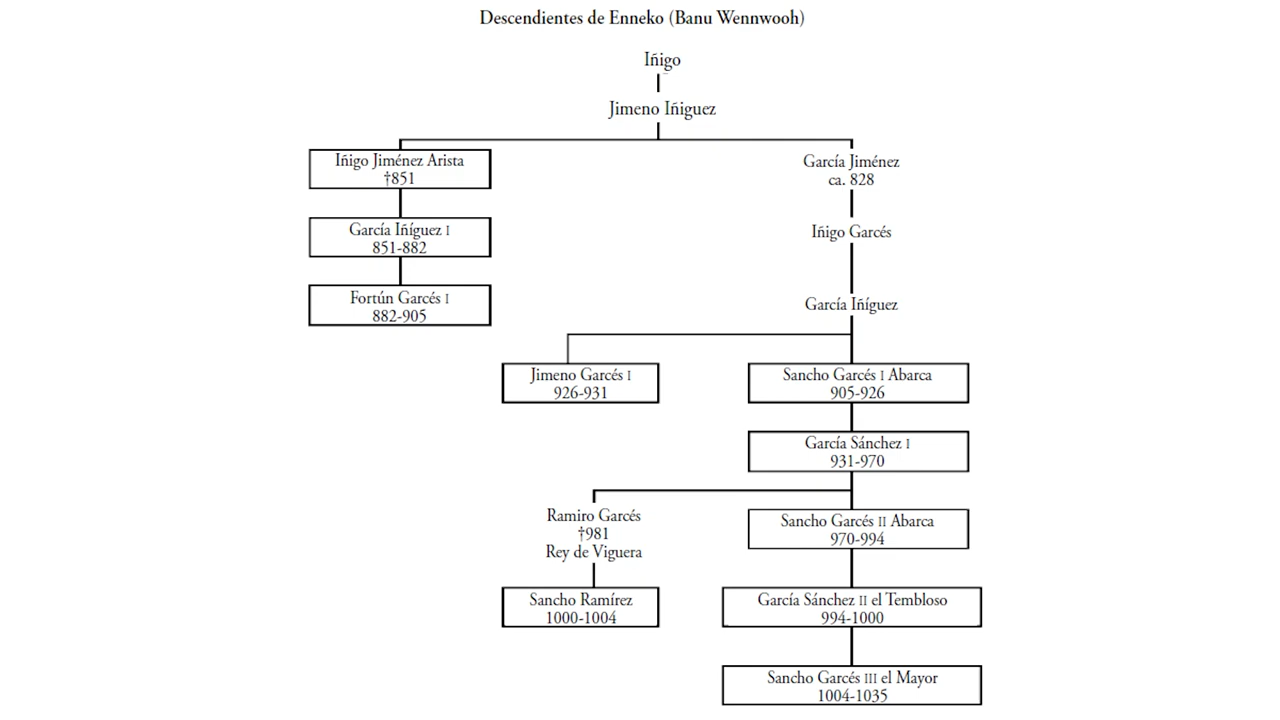 Descendientes de Enneko (Banu Wennwooh)
Iñigo
Jimeno Iñiguez
Iñigo Jiménez Arista
†851
García Jiménez
ca. 828
García Iñíguez I
851-882
Iñigo Garcés
Fortún Garcés I
882-905
García Iñíguez
Jimeno Garcés I
926-931
Sancho Garcés I Abarca
905-926
García Sánchez I
931-970
Ramiro Garcés
†981
Rey de Viguera
Sancho Garcés II Abarca
970-994
Sancho Ramírez
1000-1004
García Sánchez II el Tembloso
994-1000
Sancho Garcés III el Mayor
1004-1035